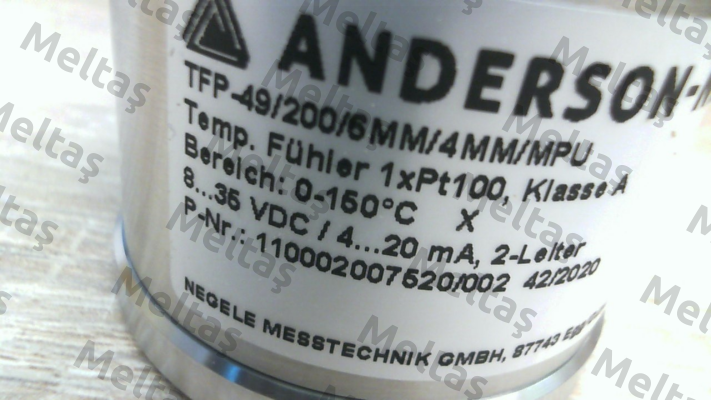 ANDERSON-N
TFP-49/200/6MM/4MM/MPU
Temp. Fühler 1xPt100, Klasse A
Bereich: 0-150°C X
8...35 VDC / 4...20 mA, 2-Leiter
P-Nr.: 110002007520/002 42/2020
NEGELE MESSTECHNIK GMBH, 87743 Egg
Meltaş